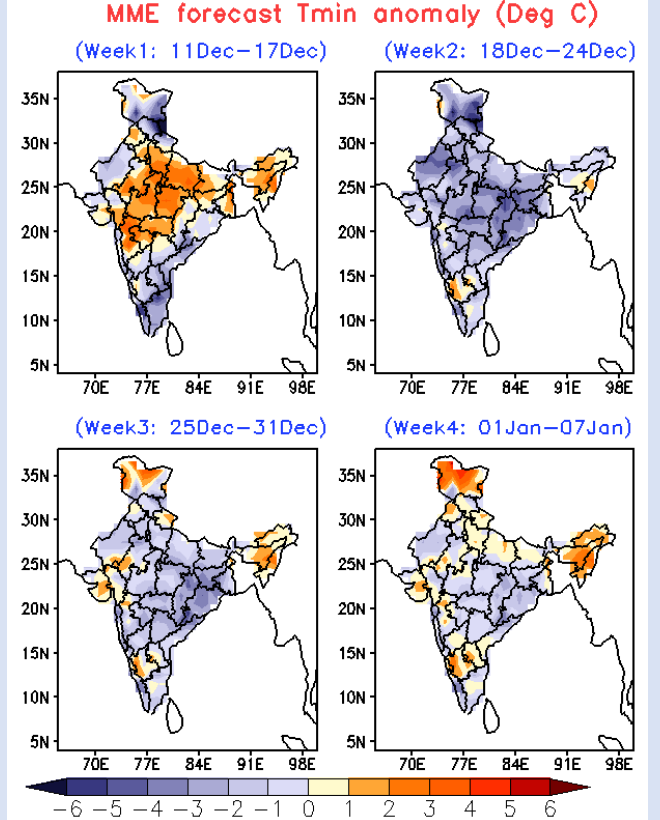 MME forecast Tmin anomaly (Deg C)
(Week1: 11Dec−17Dec) (Week2: 18Dec−24Dec)
35N 35N
30N 30N
25N 25N
20N 20N
15N 15N
10N 10N
5N 5N
70E 77E 84E 91E 98E 70E 77E 84E 91E 98E
(Week3: 25Dec−31Dec) (Week4: 01Jan−07Jan)
35N 35N
30N 30N
25N 25N
20N 20N
15N 15N
10N 10N
5N 5N
70E 77E 84E 91E 98E 70E 77E 84E 91E 98E
−6 −5 −4 −3 −2 −1 0 1 2 3 4 5 6